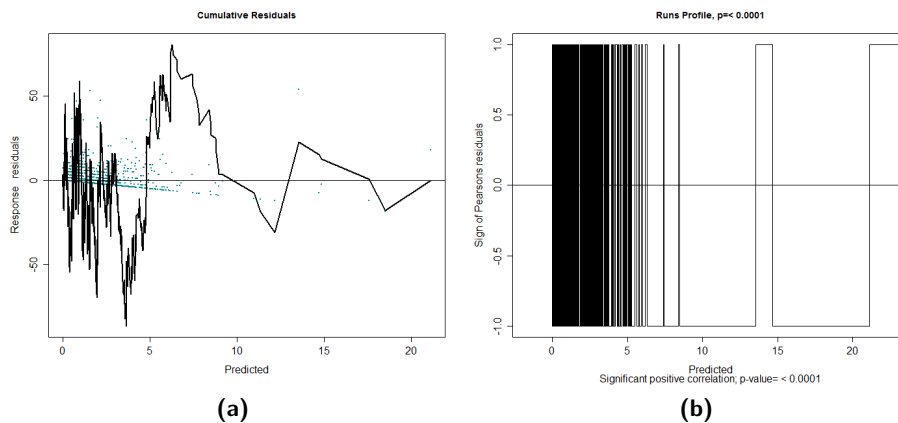 Cumulative Residuals
Response residuals
50
0
-50
0
5
10
15
20
Predicted
(a)
Runs Profile, p=< 0.0001
Sign of Pearsons residuals
1.0
0.5
0.0
-0.5
-1.0
0
5
10
15
20
Predicted
Significant positive correlation; p-value= < 0.0001
(b)